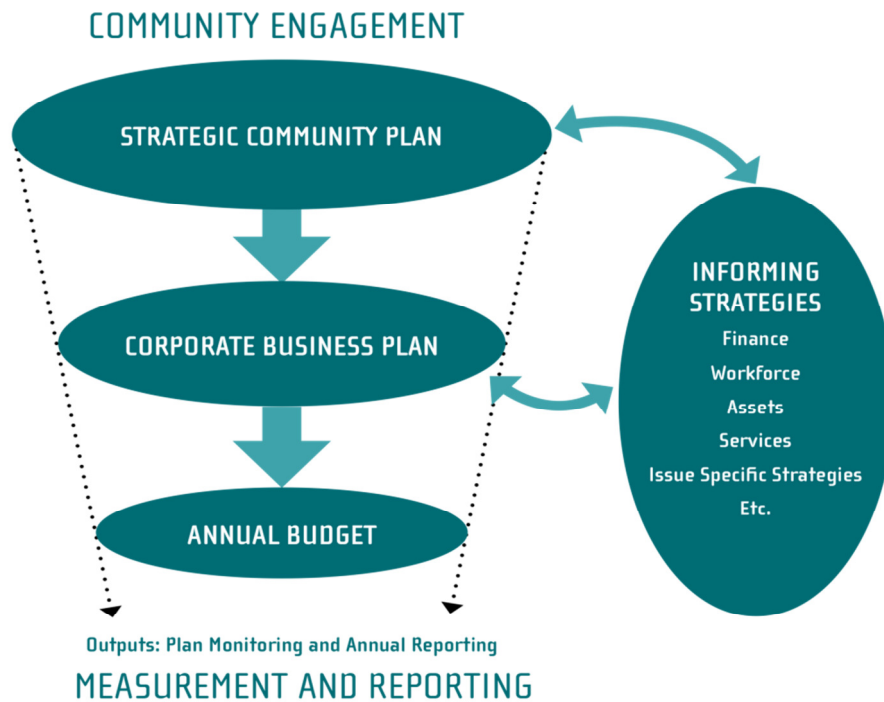 COMMUNITY ENGAGEMENT
STRATEGIC COMMUNITY PLAN
CORPORATE BUSINESS PLAN
ANNUAL BUDGET
INFORMING
STRATEGIES
Finance
Workforce
Assets
Services
Issue Specific Strategies
Etc.
Outputs: Plan Monitoring and Annual Reporting
MEASUREMENT AND REPORTING